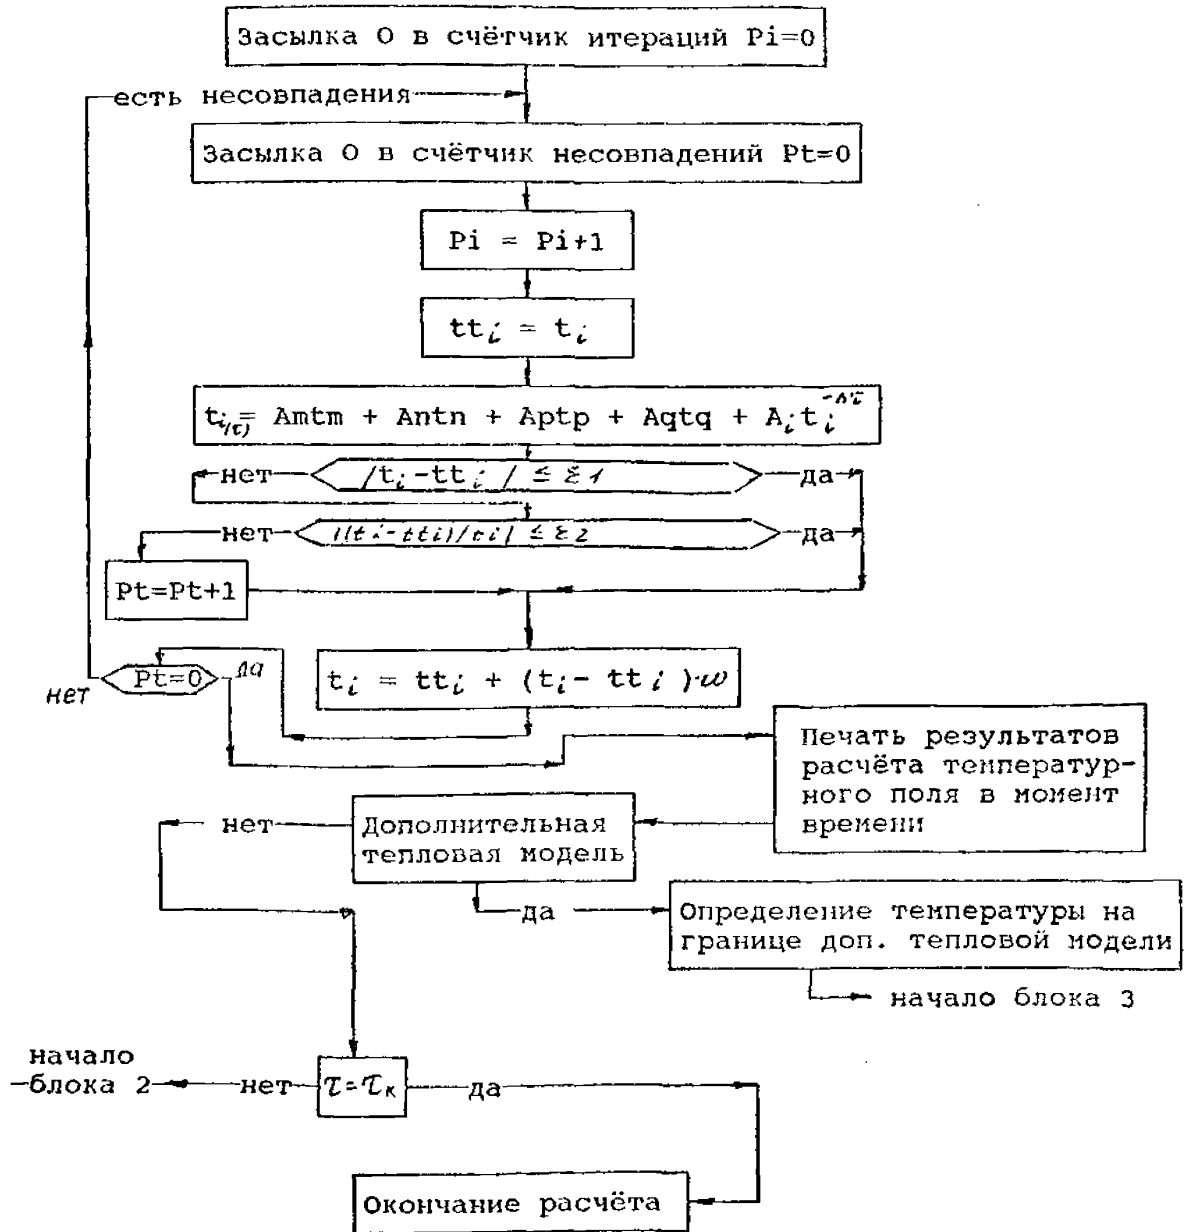 Засылка 0 в счётчик итераций Pi=0
есть несовпадения
Засылка 0 в счётчик несовпадений Pt=0
Pi = Pi+1
tti = ti
ti(τ)= Amtm + Antn + Aptp + Aqtq + Aiti-Δτ
нет /ti-tti/ ≤ Σ1 да
нет |(ti-tti)/ti| ≤ Σ2 да
Pt=Pt+1
нет Pt=0 да
ti = tti + (ti- tti)·ω
Печать результатов
расчёта температур-
ного поля в момент
времени
нет
Дополнительная
тепловая модель
да
Определение температуры на
границе доп. тепловой модели
начало блока 3
начало
блока 2
нет τ=τк да
Окончание расчёта